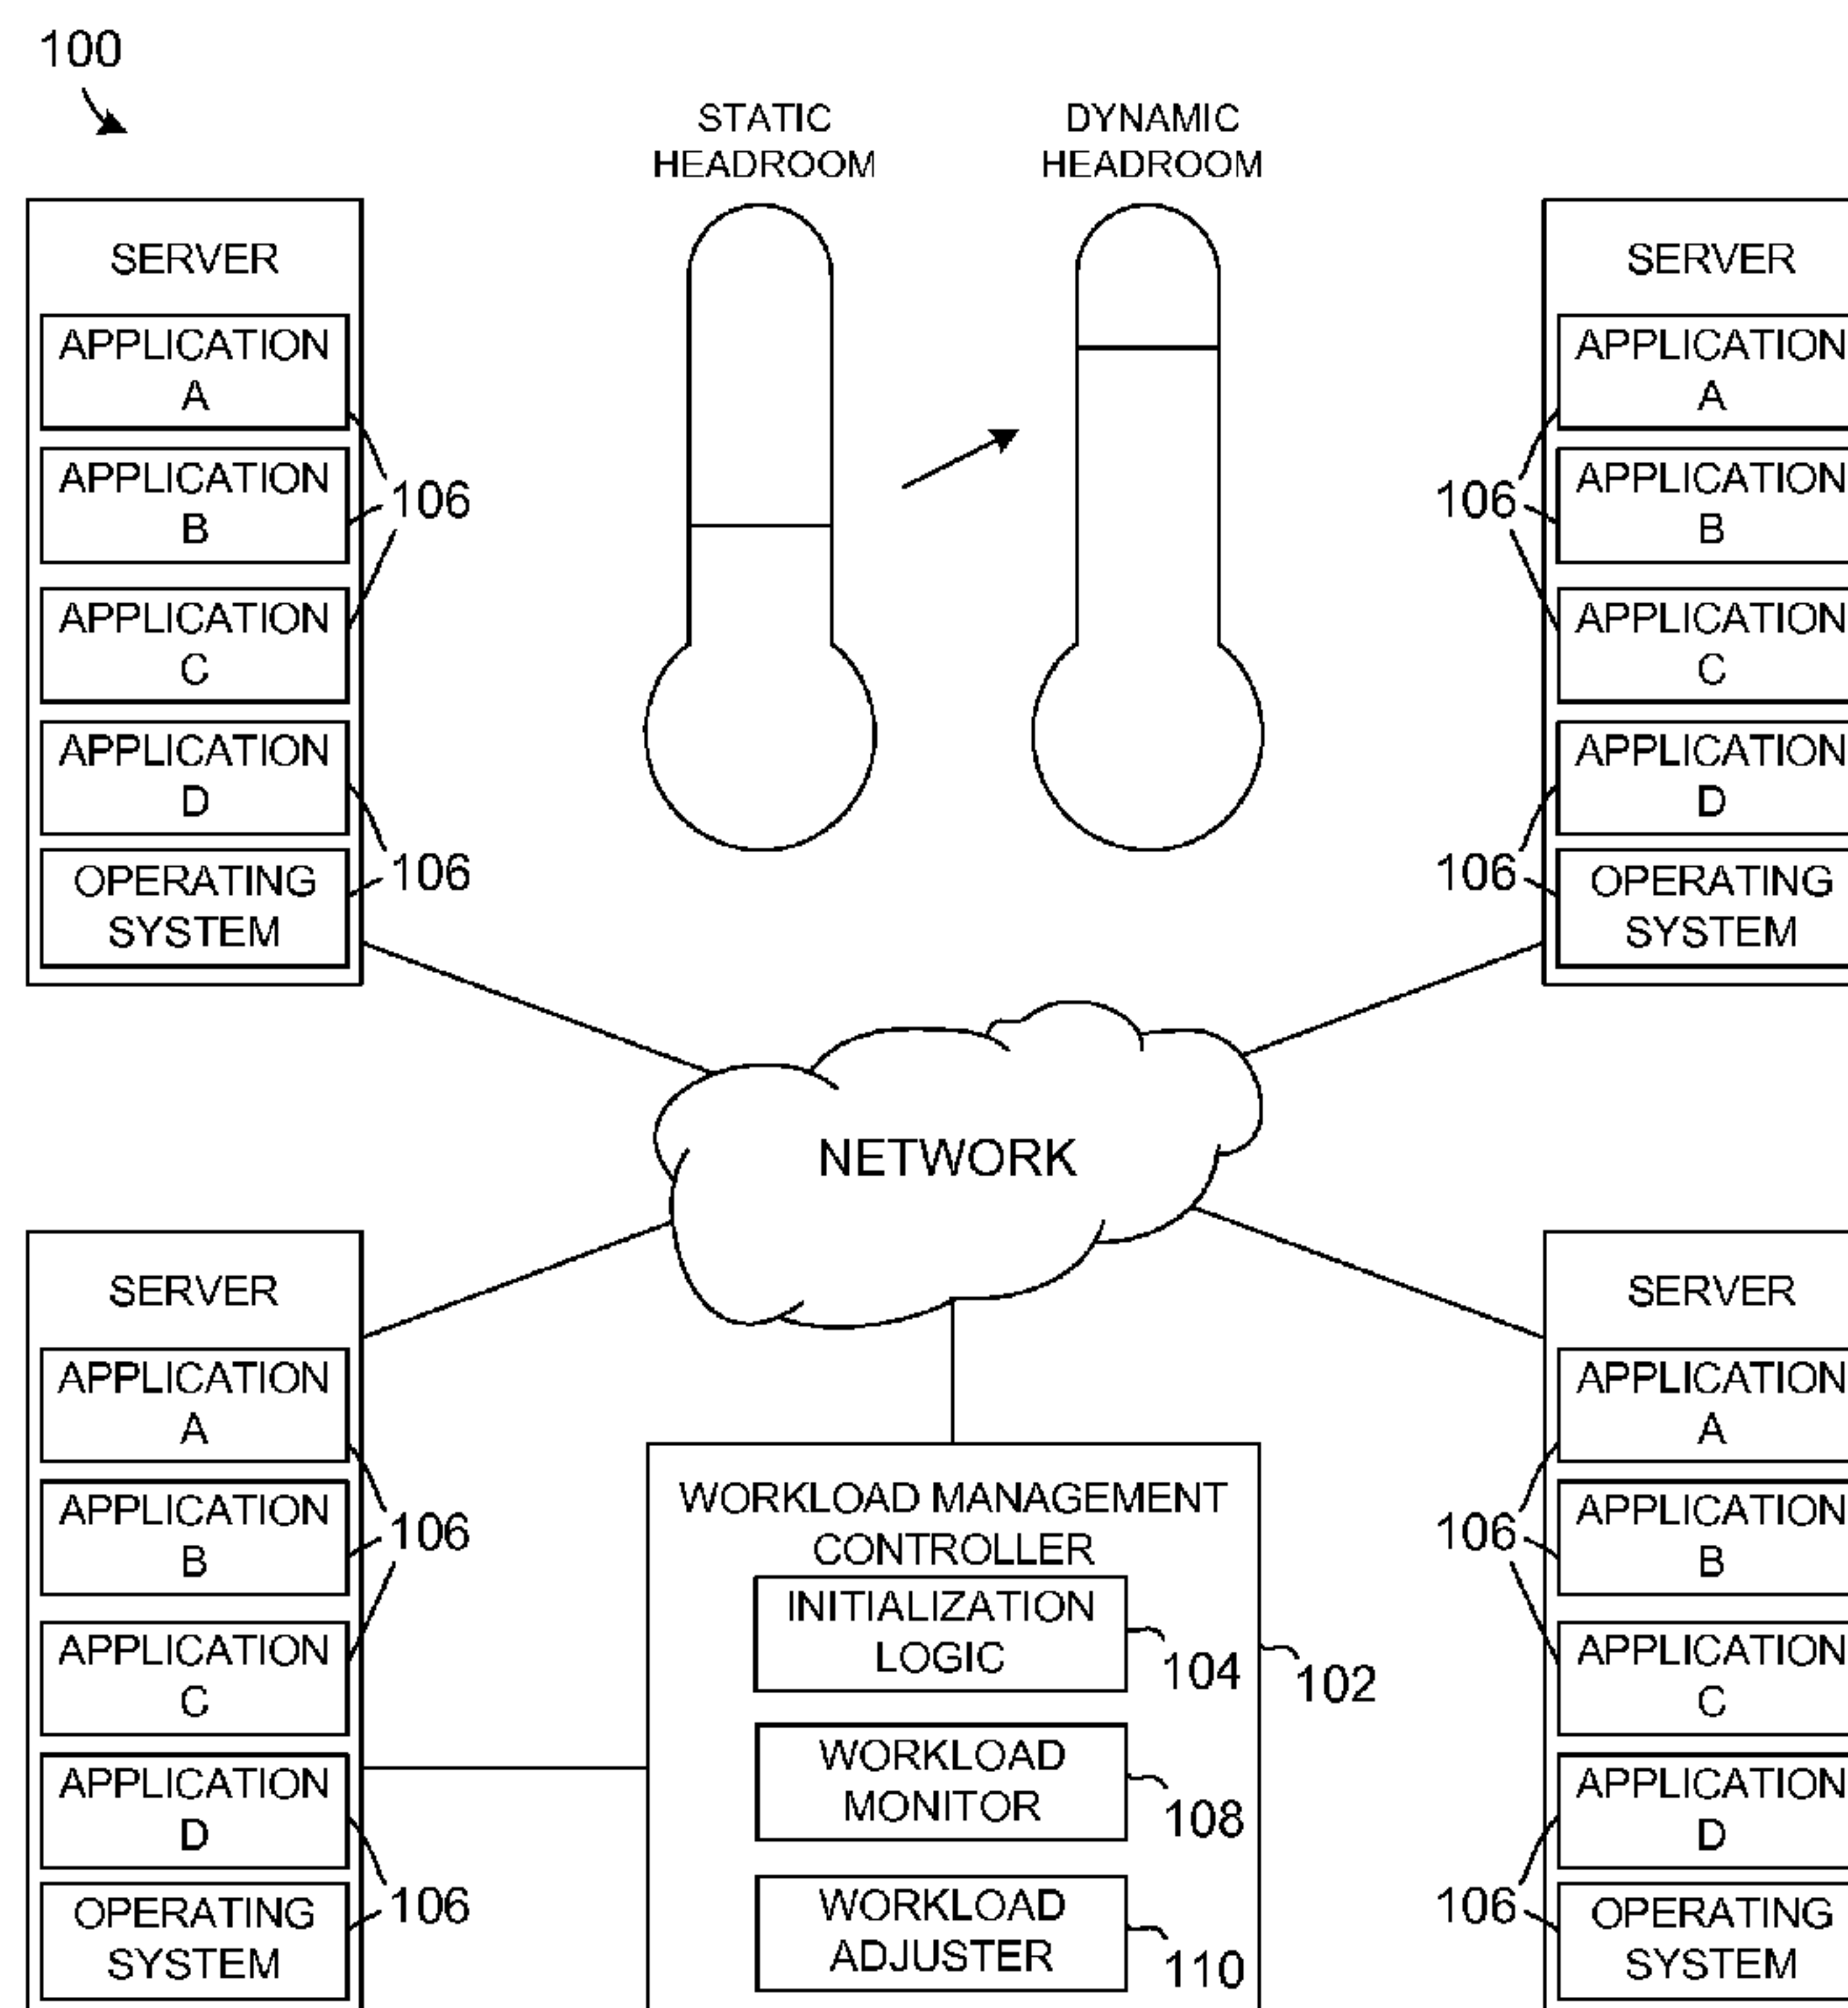 100
STATIC
HEADROOM
DYNAMIC
HEADROOM
SERVER
APPLICATION
A
APPLICATION
B
APPLICATION
C
APPLICATION
D
OPERATING
SYSTEM
106
106
SERVER
APPLICATION
A
APPLICATION
B
APPLICATION
C
APPLICATION
D
OPERATING
SYSTEM
106
106
NETWORK
SERVER
APPLICATION
A
APPLICATION
B
APPLICATION
C
APPLICATION
D
OPERATING
SYSTEM
106
106
WORKLOAD MANAGEMENT
CONTROLLER
INITIALIZATION
LOGIC
104
102
WORKLOAD
MONITOR
108
WORKLOAD
ADJUSTER
110
SERVER
APPLICATION
A
APPLICATION
B
APPLICATION
C
APPLICATION
D
OPERATING
SYSTEM
106
106